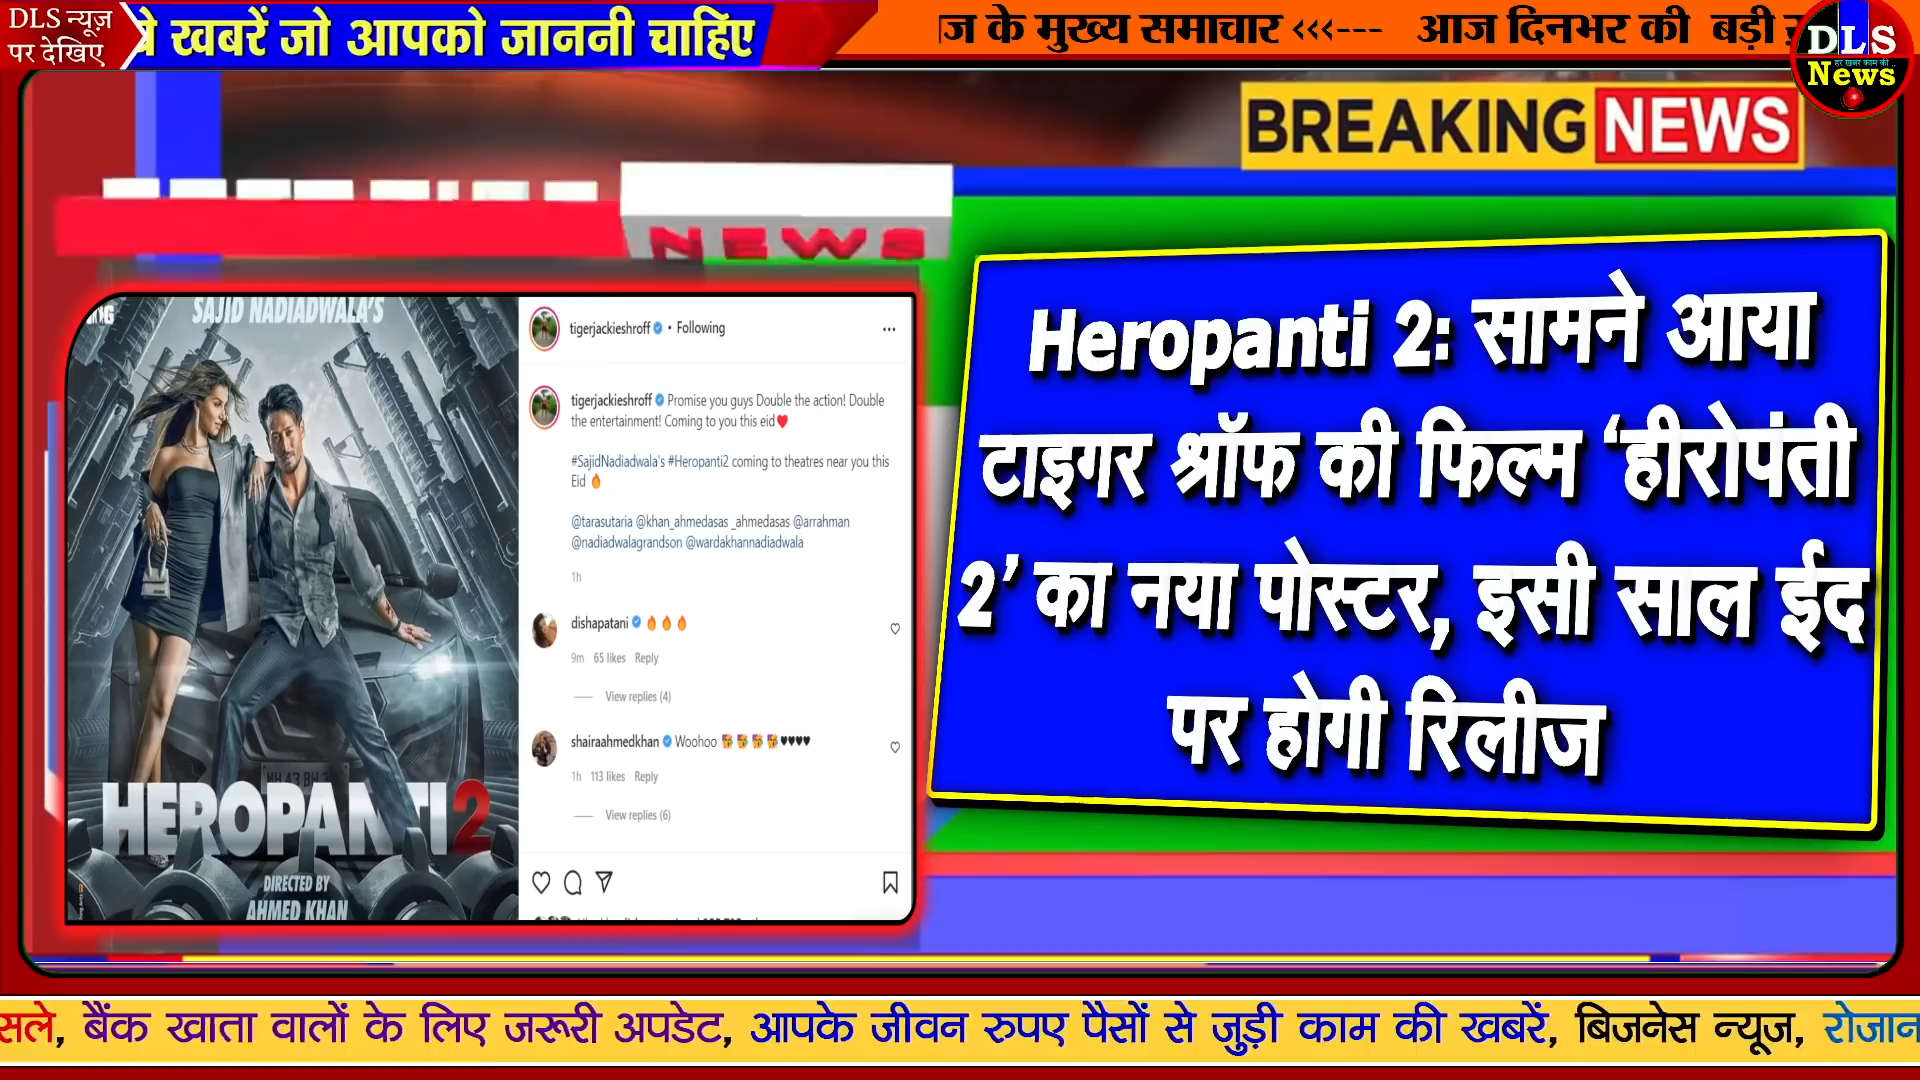 DLS न्यूज़
पर देखिए
खबरें जो आपको जाननी चाहिए
के मुख्य समाचार <<<--- आज दिनभर की बड़ी
DLS
हर खबर काम की ..
News
BREAKING NEWS
NEWS
SAJID NADIADWALA'S
HEROPANTI 2
DIRECTED BY
AHMED KHAN
tigerjackieshroff • Following
tigerjackieshroff Promise you guys Double the action! Double
the entertainment! Coming to you this eid♥
#SajidNadiadwala's #Heropanti2 coming to theatres near you this
Eid 🔥
@tarasutaria @khan_ahmedasas _ahmedasas @arrahman
@nadiadwalagrandson @wardakhannadiadwala
1h
dishapatani 🔥🔥🔥
9m 65 likes Reply
View replies (4)
shairaahmedkhan Woohoo 🥳🥳🥳🥳♥♥♥♥
1h 113 likes Reply
View replies (6)
Heropanti 2: सामने आया
टाइगर श्रॉफ की फिल्म ‘हीरोपंती
2’ का नया पोस्टर, इसी साल ईद
पर होगी रिलीज
बैंक खाता वालों के लिए जरूरी अपडेट, आपके जीवन रुपए पैसों से जुड़ी काम की खबरें, बिजनेस न्यूज,